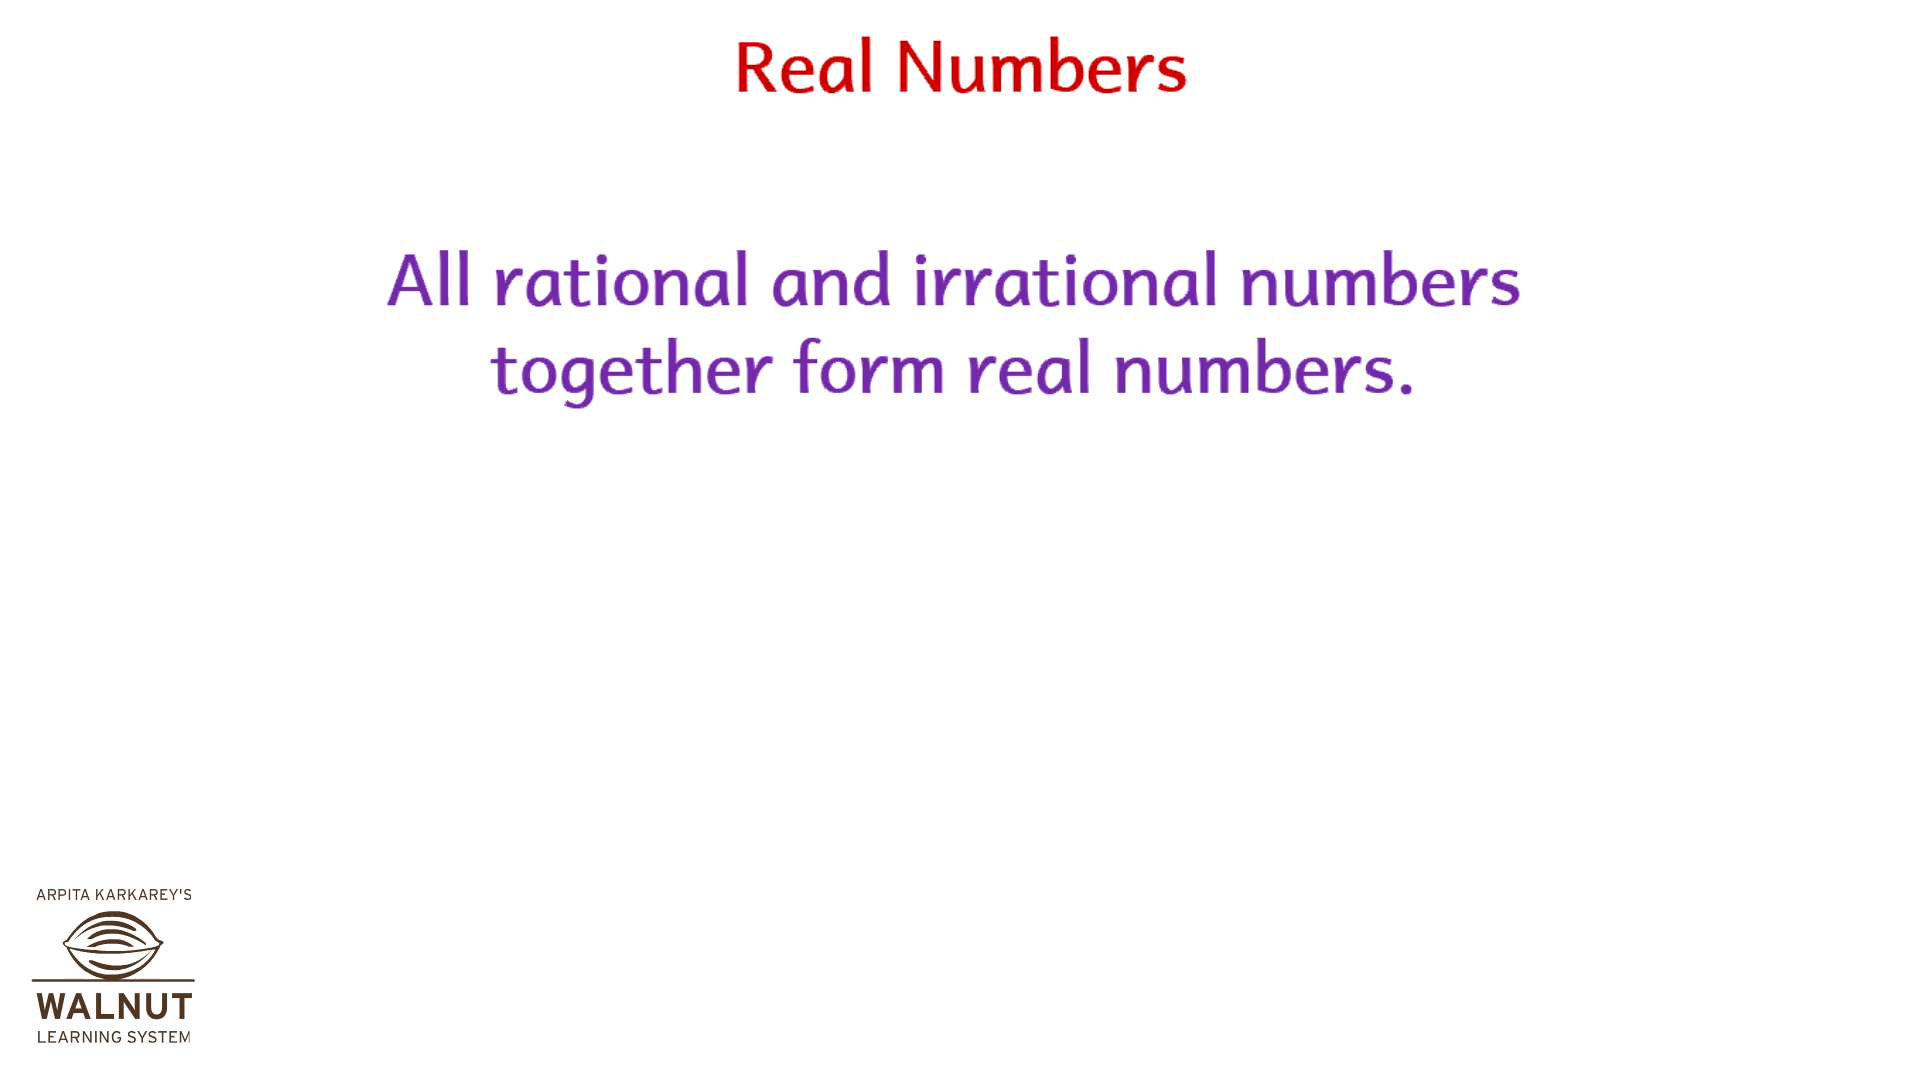 Real Numbers
All rational and irrational numbers
together form real numbers.
ARPITA KARKAREY'S
WALNUT
LEARNING SYSTEM